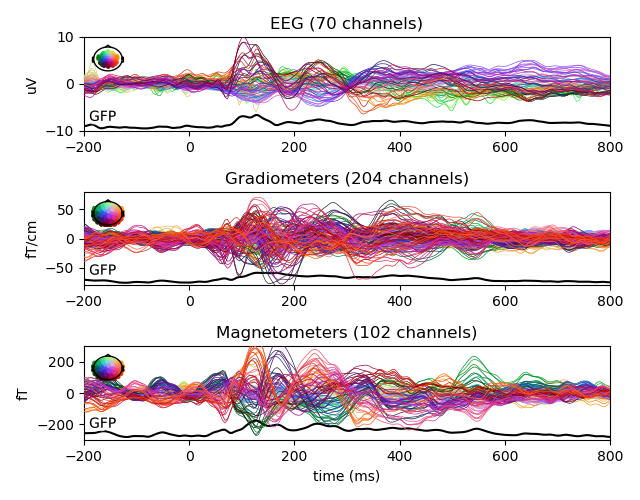 EEG (70 channels)
10
0
−10
uV
GFP
−200 0 200 400 600 800
Gradiometers (204 channels)
50
0
−50
fT/cm
GFP
−200 0 200 400 600 800
Magnetometers (102 channels)
200
0
−200
fT
GFP
−200 0 200 400 600 800
time (ms)